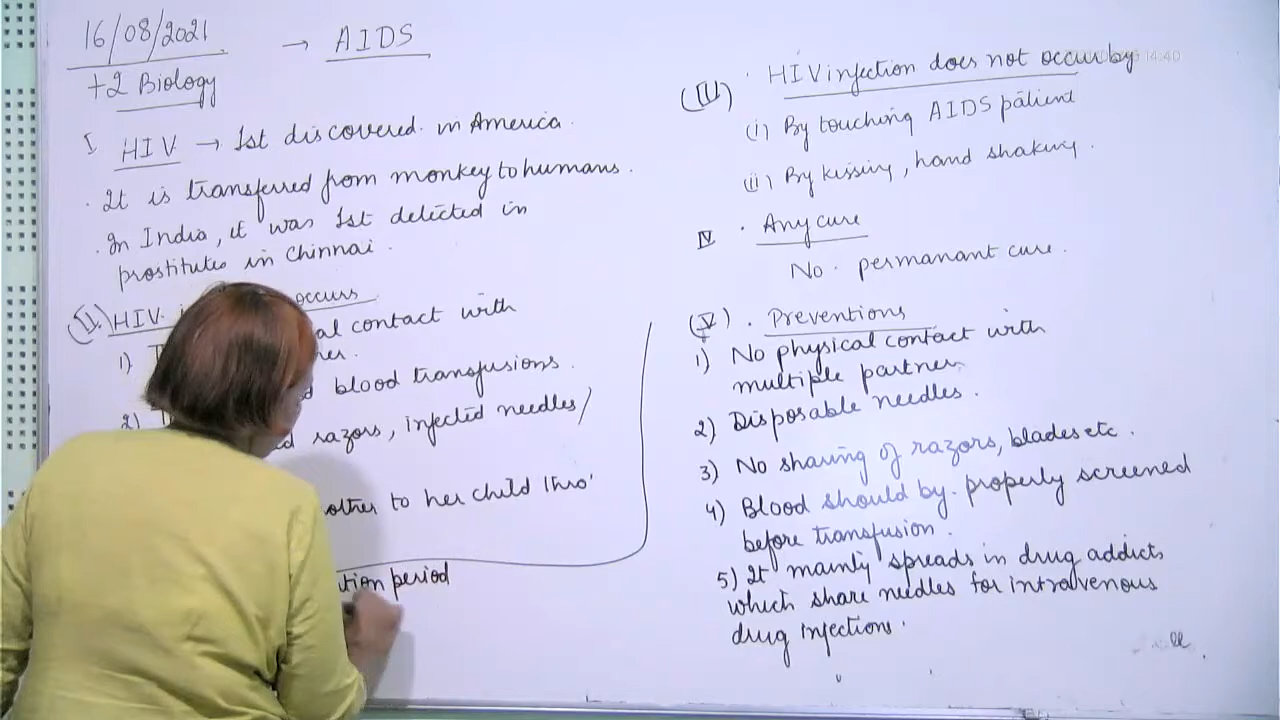 16/08/2021
→ AIDS
+2 Biology
I HIV → 1st discovered in America.
. It is transferred from monkey to humans.
. In India, it was 1st detected in
prostitutes in Chinnai.
(II) HIV occurs
1) al contact with
her.
2) blood transfusions.
ed razors, injected needles/
other to her child thro'
tion period
(III) . HIV infection does not occur by
(i) By touching AIDS patient
(ii) By kissing, hand shaking.
IV . Any cure
No. permanant cure.
(V) . Preventions
1) No physical contact with
multiple partner.
2) Disposable needles.
3) No sharing of razors, blades etc.
4) Blood should by. properly screened
before transfusion.
5) It mainly spreads in drug addicts,
which share needles for intravenous
drug injections.